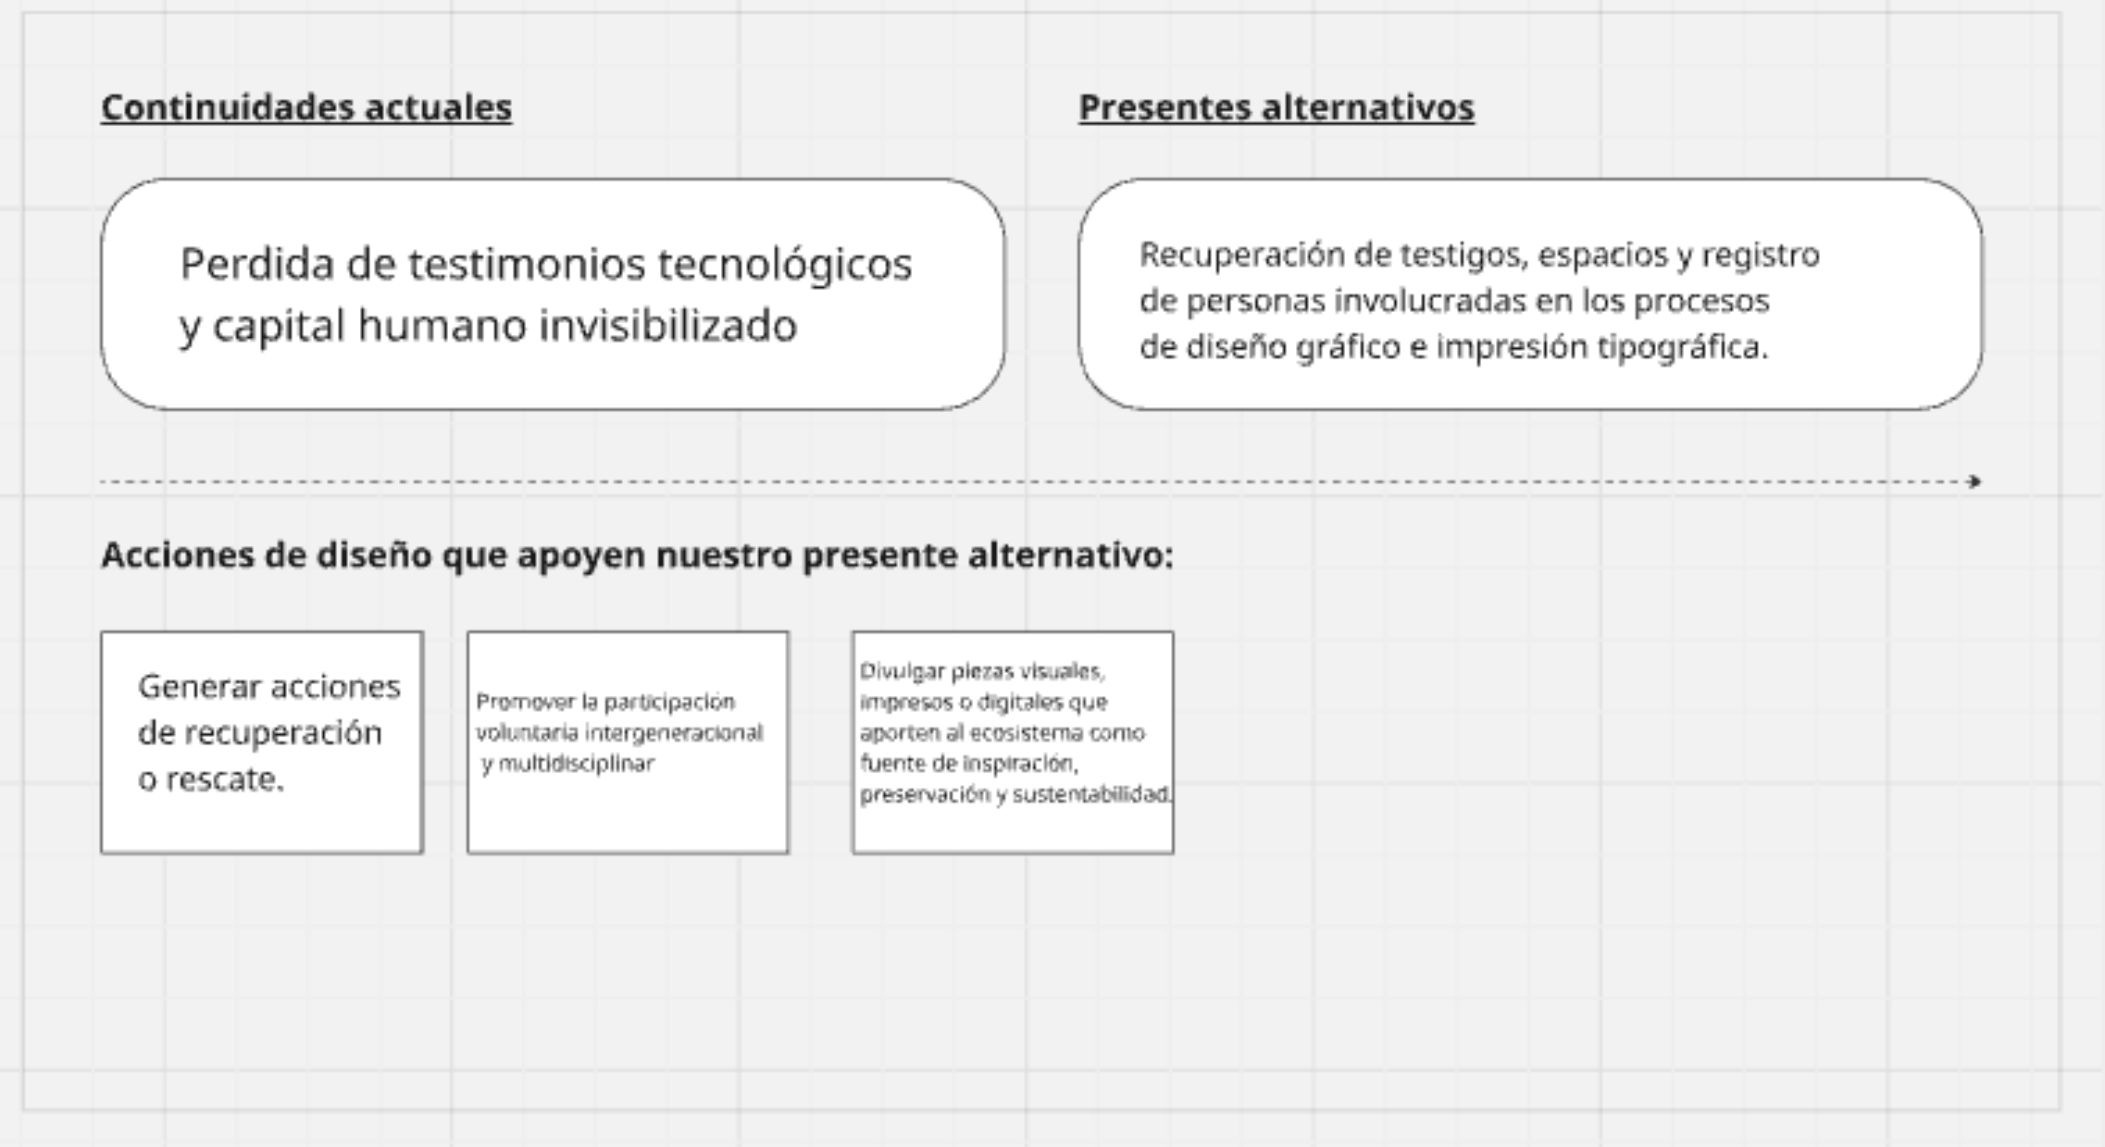 Continuidades actuales
Presentes alternativos
Perdida de testimonios tecnológicos
y capital humano invisibilizado
Recuperación de testigos, espacios y registro
de personas involucradas en los procesos
de diseño gráfico e impresión tipográfica.
Acciones de diseño que apoyen nuestro presente alternativo:
Generar acciones
de recuperación
o rescate.
Promover la participación
voluntaria intergeneracional
y multidisciplinar
Divulgar piezas visuales,
impresos o digitales que
aporten al ecosistema como
fuente de inspiración,
preservación y sustentabilidad.